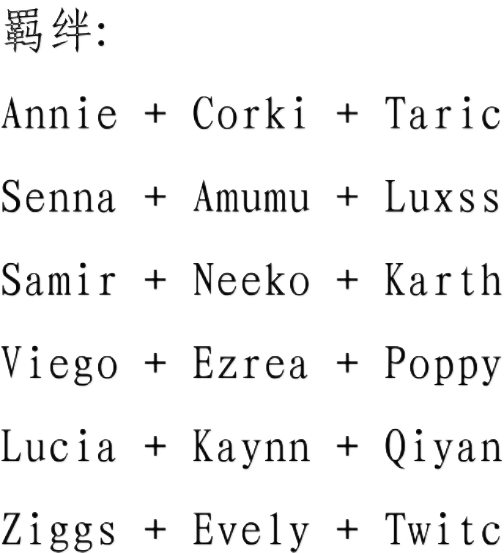 羁绊:
Annie + Corki + Taric
Senna + Amumu + Luxss
Samir + Neeko + Karth
Viego + Ezrea + Poppy
Lucia + Kaynn + Qiyan
Ziggs + Evely + Twitc